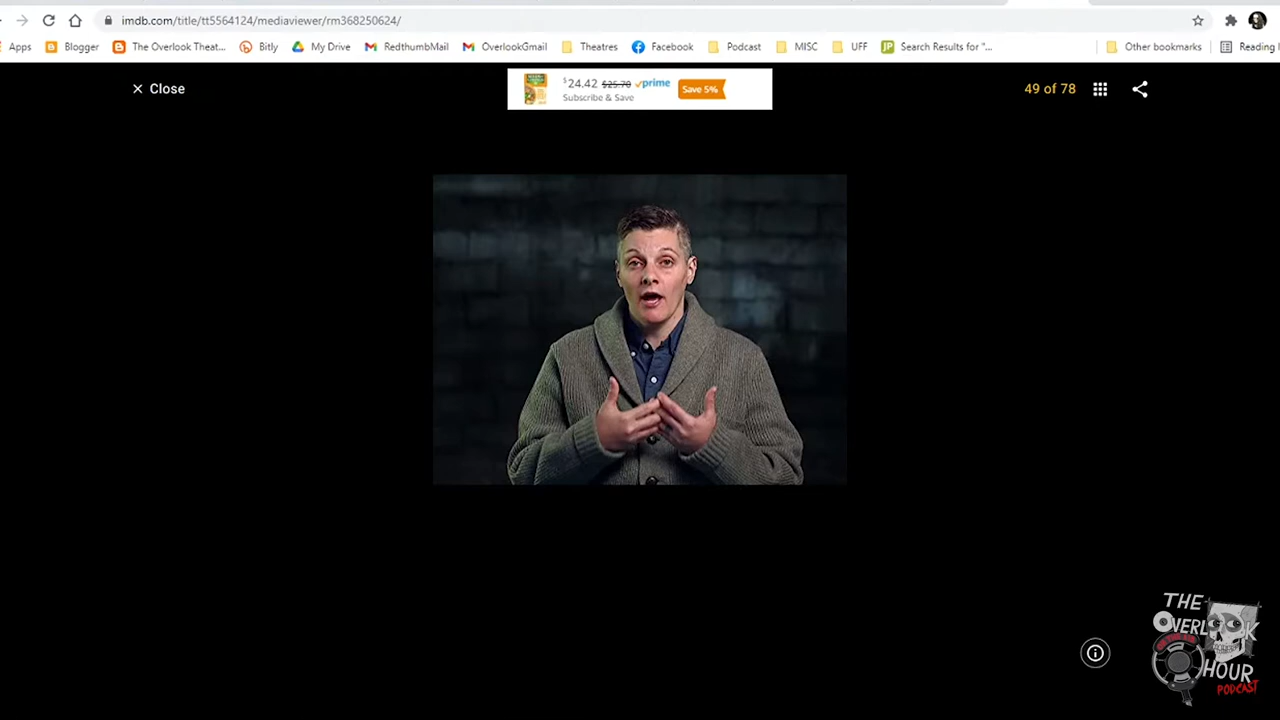 imdb.com/title/tt5564124/mediaviewer/rm368250624/
Apps Blogger The Overlook Theat... Bitly My Drive RedthumbMail OverlookGmail Theatres Facebook Podcast MISC UFF Search Results for "... Other bookmarks Reading l
Close
$24.42 $25.70 prime
Subscribe & Save
Save 5%
49 of 78
THE
OVERLOOK
HOUR
PODCAST